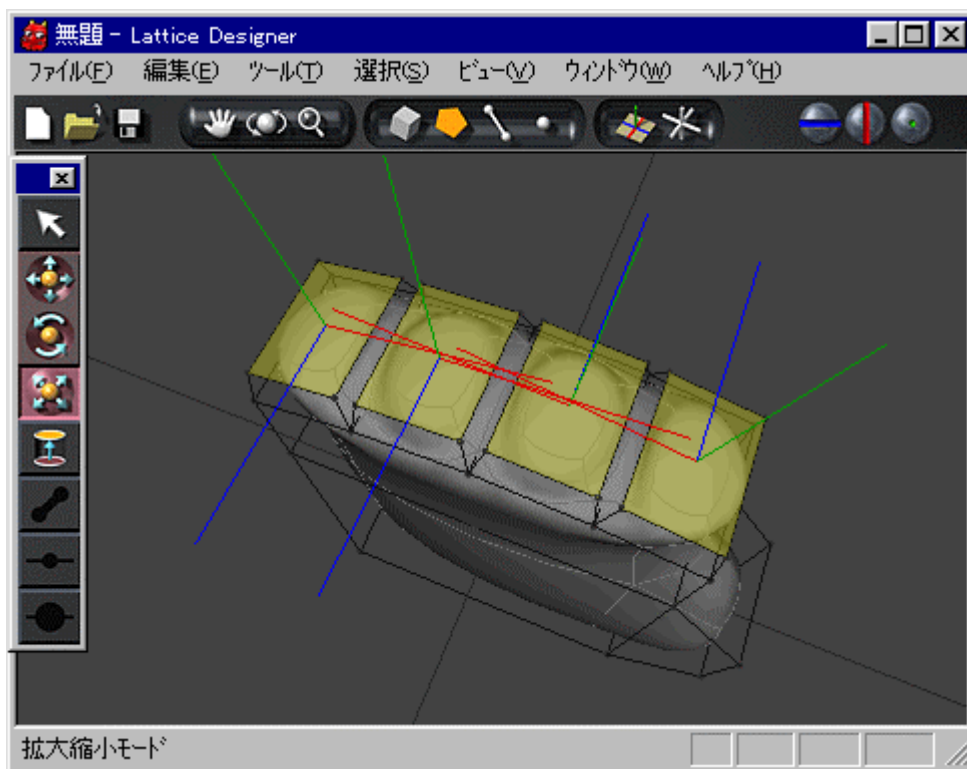 無題 - Lattice Designer
ﾌｧｲﾙ(F) 編集(E) ﾂｰﾙ(T) 選択(S) ﾋﾞｭｰ(V) ｳｨﾝﾄﾞｳ(W) ﾍﾙﾌﾟ(H)
拡大縮小ﾓｰﾄﾞ